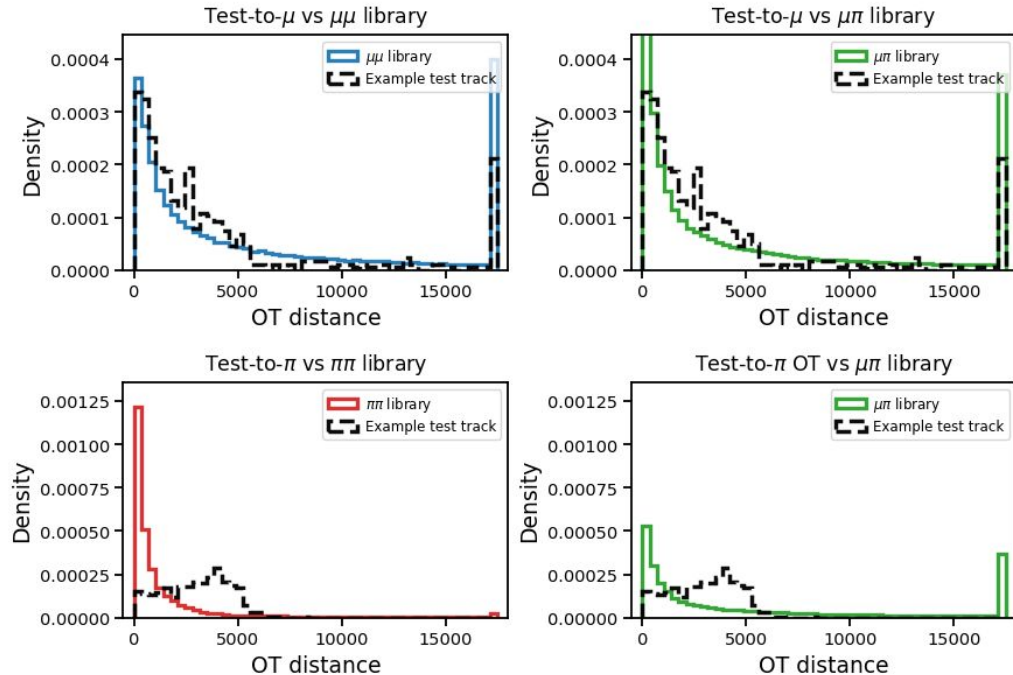 Test-to-μ vs μμ library
Density
0.0004
0.0003
0.0002
0.0001
0.0000
μμ library
Example test track
0
5000
10000
15000
OT distance
Test-to-μ vs μπ library
Density
0.0004
0.0003
0.0002
0.0001
0.0000
μπ library
Example test track
0
5000
10000
15000
OT distance
Test-to-π vs ππ library
Density
0.00125
0.00100
0.00075
0.00050
0.00025
0.00000
ππ library
Example test track
0
5000
10000
15000
OT distance
Test-to-π OT vs μπ library
Density
0.00125
0.00100
0.00075
0.00050
0.00025
0.00000
μπ library
Example test track
0
5000
10000
15000
OT distance